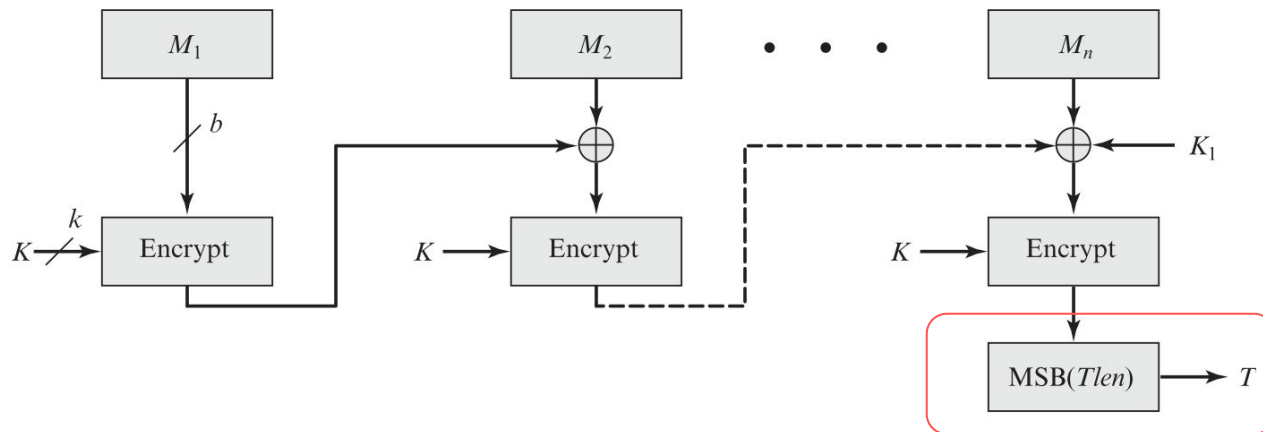 M1 M2 • • • Mn
b
K1
k
K Encrypt K Encrypt K Encrypt
MSB(Tlen) T